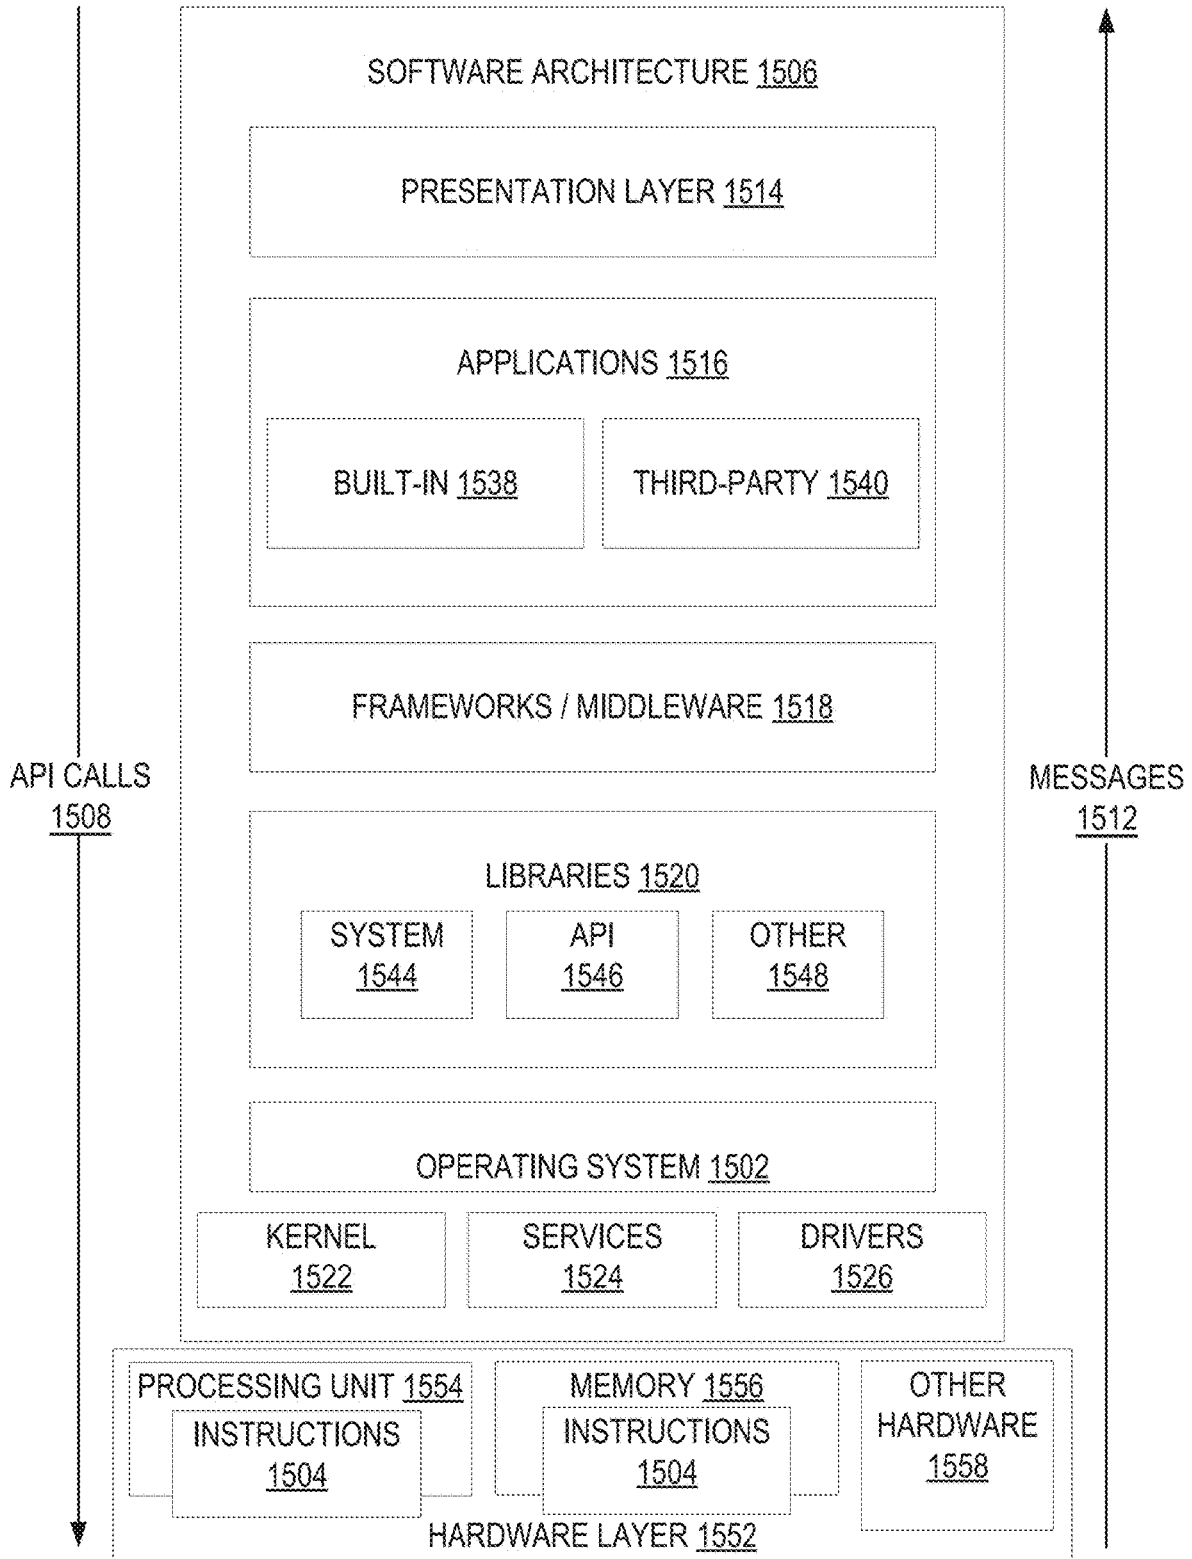 SOFTWARE ARCHITECTURE 1506
PRESENTATION LAYER 1514
APPLICATIONS 1516
BUILT-IN 1538
THIRD-PARTY 1540
FRAMEWORKS / MIDDLEWARE 1518
API CALLS
1508
MESSAGES
1512
LIBRARIES 1520
SYSTEM
1544
API
1546
OTHER
1548
OPERATING SYSTEM 1502
KERNEL
1522
SERVICES
1524
DRIVERS
1526
PROCESSING UNIT 1554
INSTRUCTIONS
1504
MEMORY 1556
INSTRUCTIONS
1504
OTHER
HARDWARE
1558
HARDWARE LAYER 1552